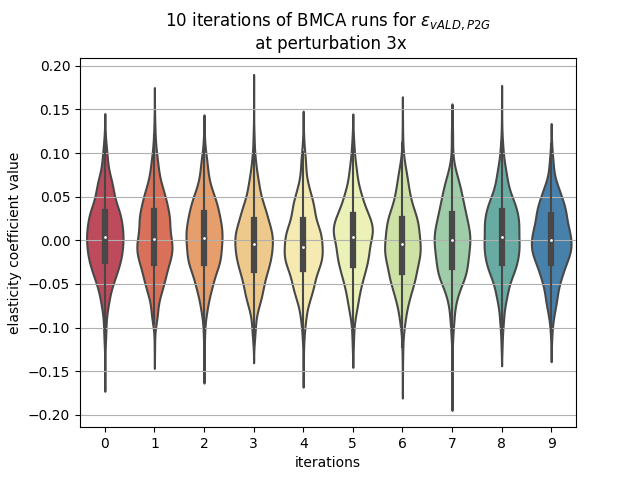 10 iterations of BMCA runs for ε_{vALD,P2G}
at perturbation 3x
0.20
0.15
0.10
0.05
0.00
−0.05
−0.10
−0.15
−0.20
elasticity coefficient value
0 1 2 3 4 5 6 7 8 9
iterations